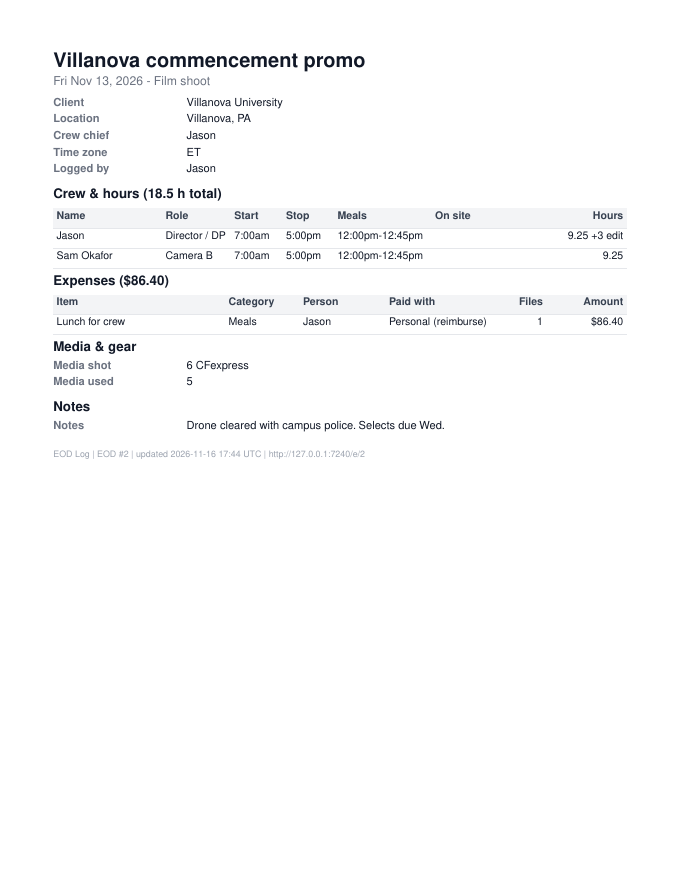 Villanova commencement promo
Fri Nov 13, 2026 - Film shoot
Client Villanova University
Location Villanova, PA
Crew chief Jason
Time zone ET
Logged by Jason
Crew & hours (18.5 h total)
Name Role Start Stop Meals On site Hours
Jason Director / DP 7:00am 5:00pm 12:00pm-12:45pm 9.25 +3 edit
Sam Okafor Camera B 7:00am 5:00pm 12:00pm-12:45pm 9.25
Expenses ($86.40)
Item Category Person Paid with Files Amount
Lunch for crew Meals Jason Personal (reimburse) 1 $86.40
Media & gear
Media shot 6 CFexpress
Media used 5
Notes
Notes Drone cleared with campus police. Selects due Wed.
EOD Log | EOD #2 | updated 2026-11-16 17:44 UTC | http://127.0.0.1:7240/e/2